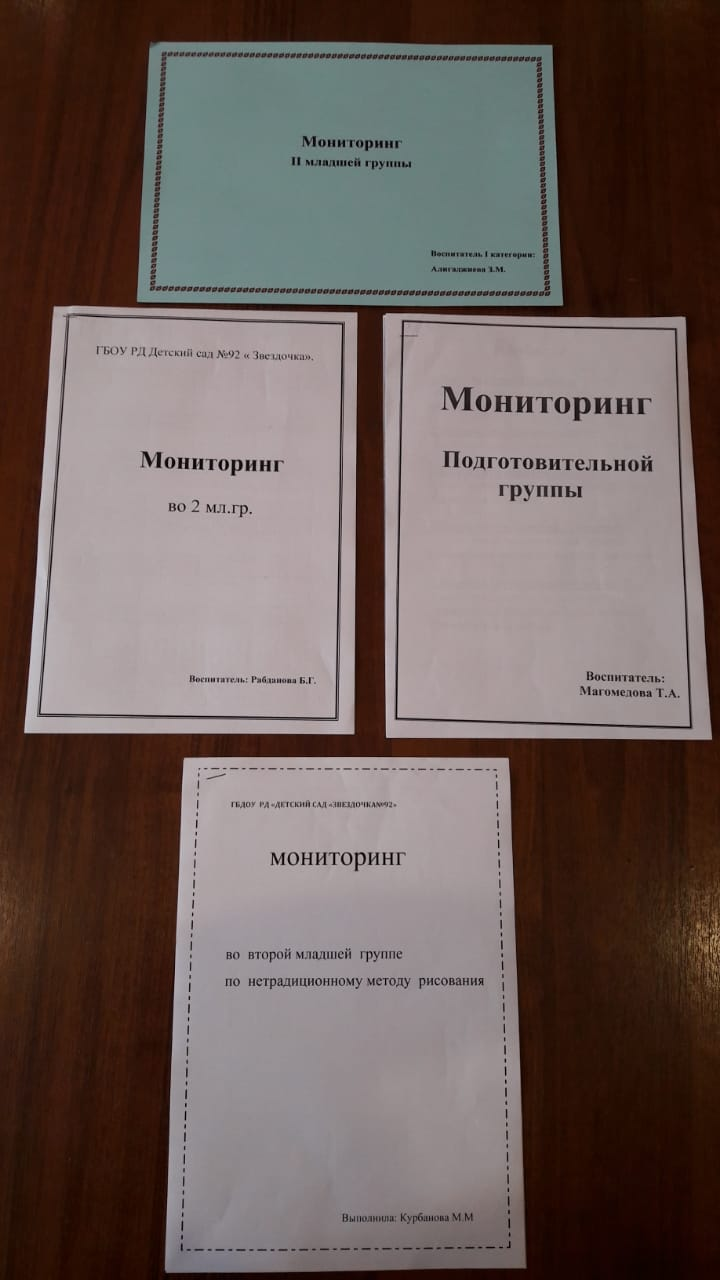 Мониторинг
II младшей группы
Воспитатель I категории:
Алигаджиева З.М.
ГБОУ РД Детский сад №92 « Звездочка».
Мониторинг
во 2 мл.гр.
Воспитатель: Рабданова Б.Г.
Мониторинг
Подготовительной
группы
Воспитатель:
Магомедова Т.А.
ГБДОУ РД «ДЕТСКИЙ САД «ЗВЕЗДОЧКА№92»
мониторинг
во второй младшей группе
по нетрадиционному методу рисования
Выполнила: Курбанова М.М